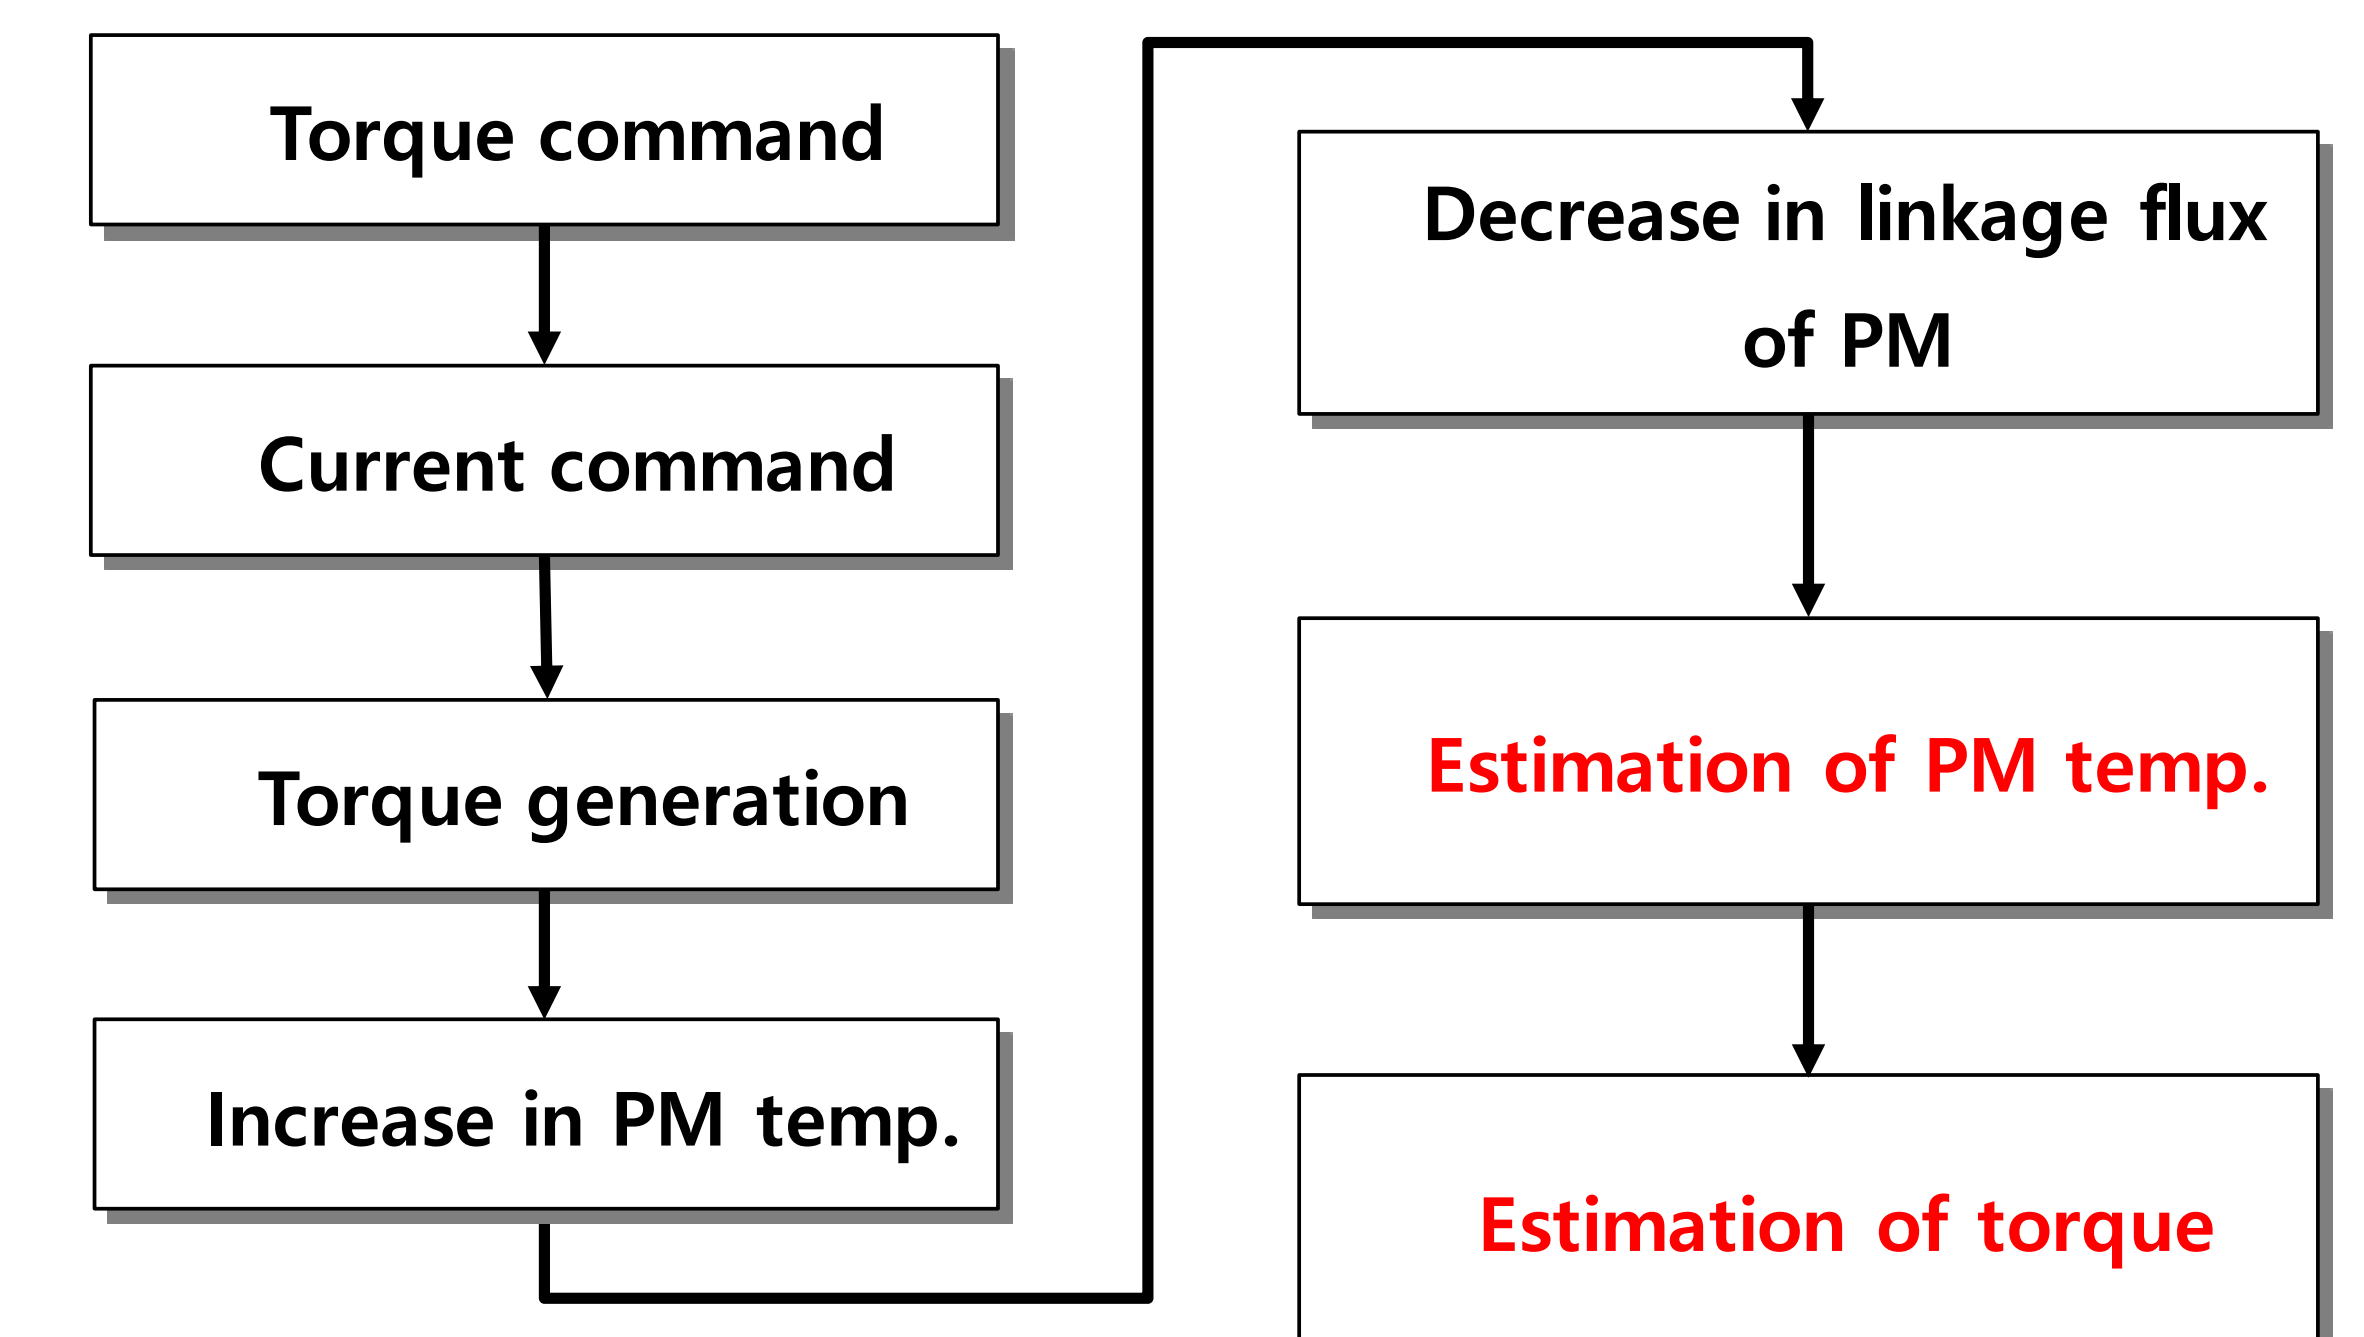 Torque command
Current command
Torque generation
Increase in PM temp.
Decrease in linkage flux
of PM
Estimation of PM temp.
Estimation of torque